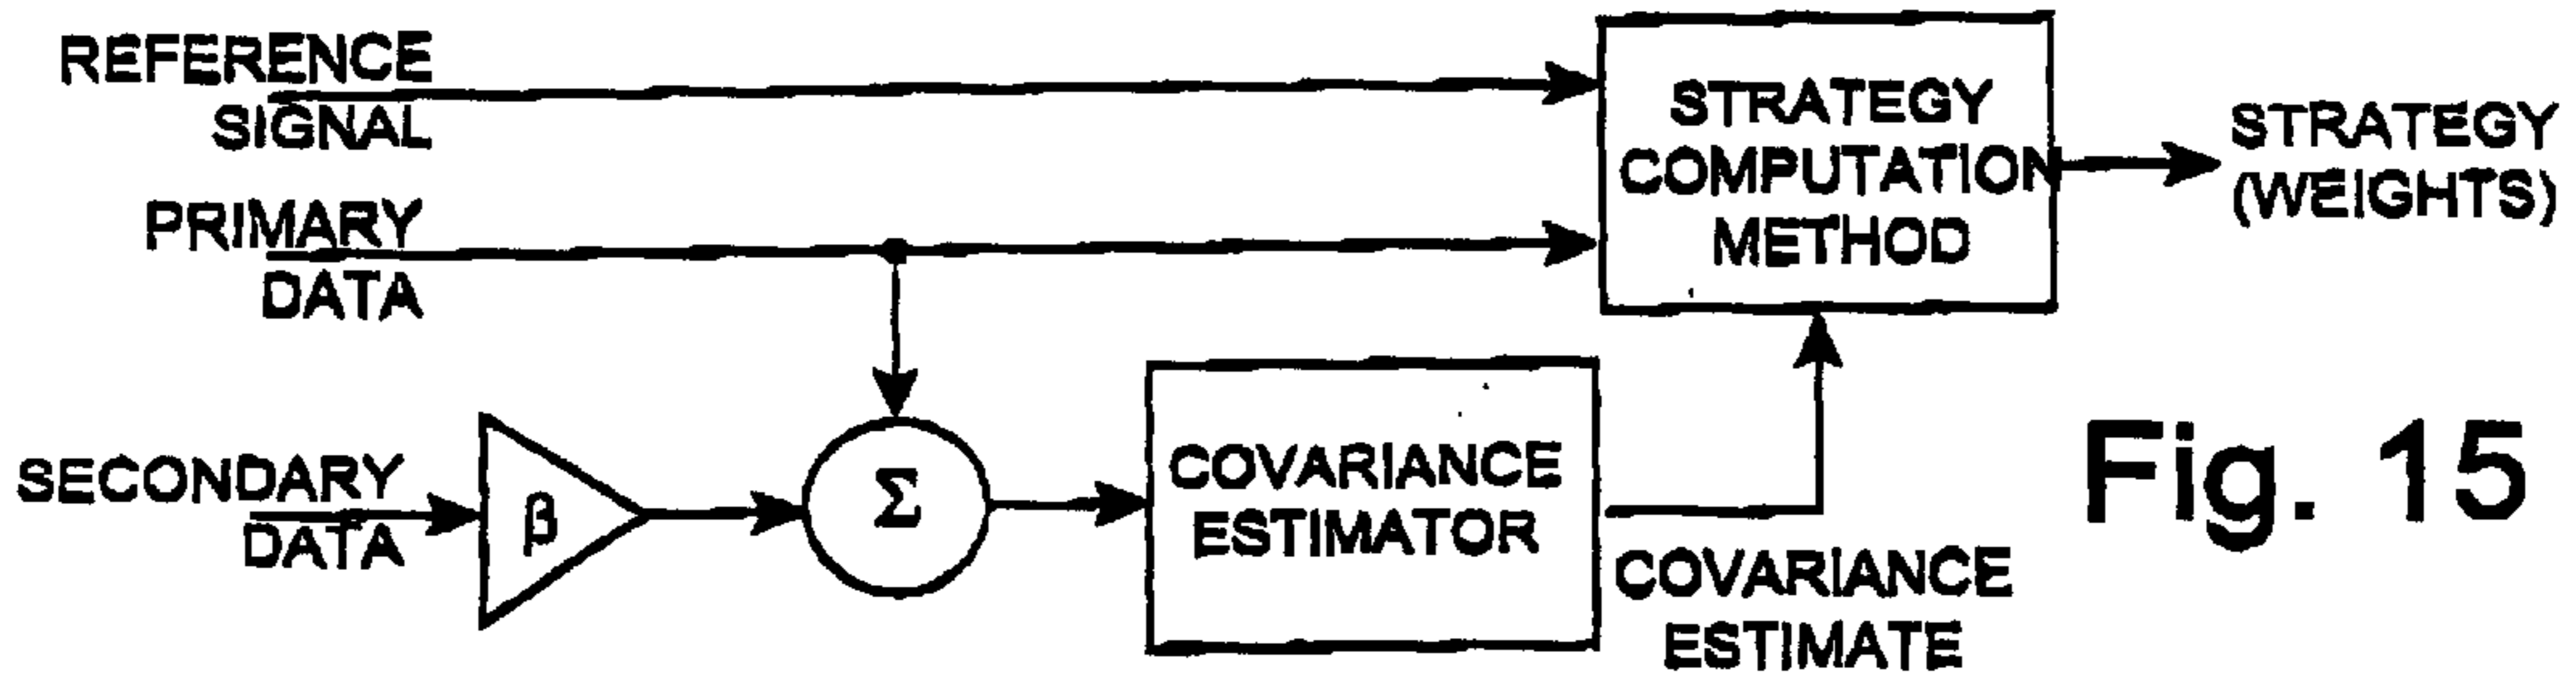 REFERENCE
SIGNAL
STRATEGY
COMPUTATION
METHOD
STRATEGY
(WEIGHTS)
PRIMARY
DATA
SECONDARY
DATA
β
Σ
COVARIANCE
ESTIMATOR
COVARIANCE
ESTIMATE
Fig. 15